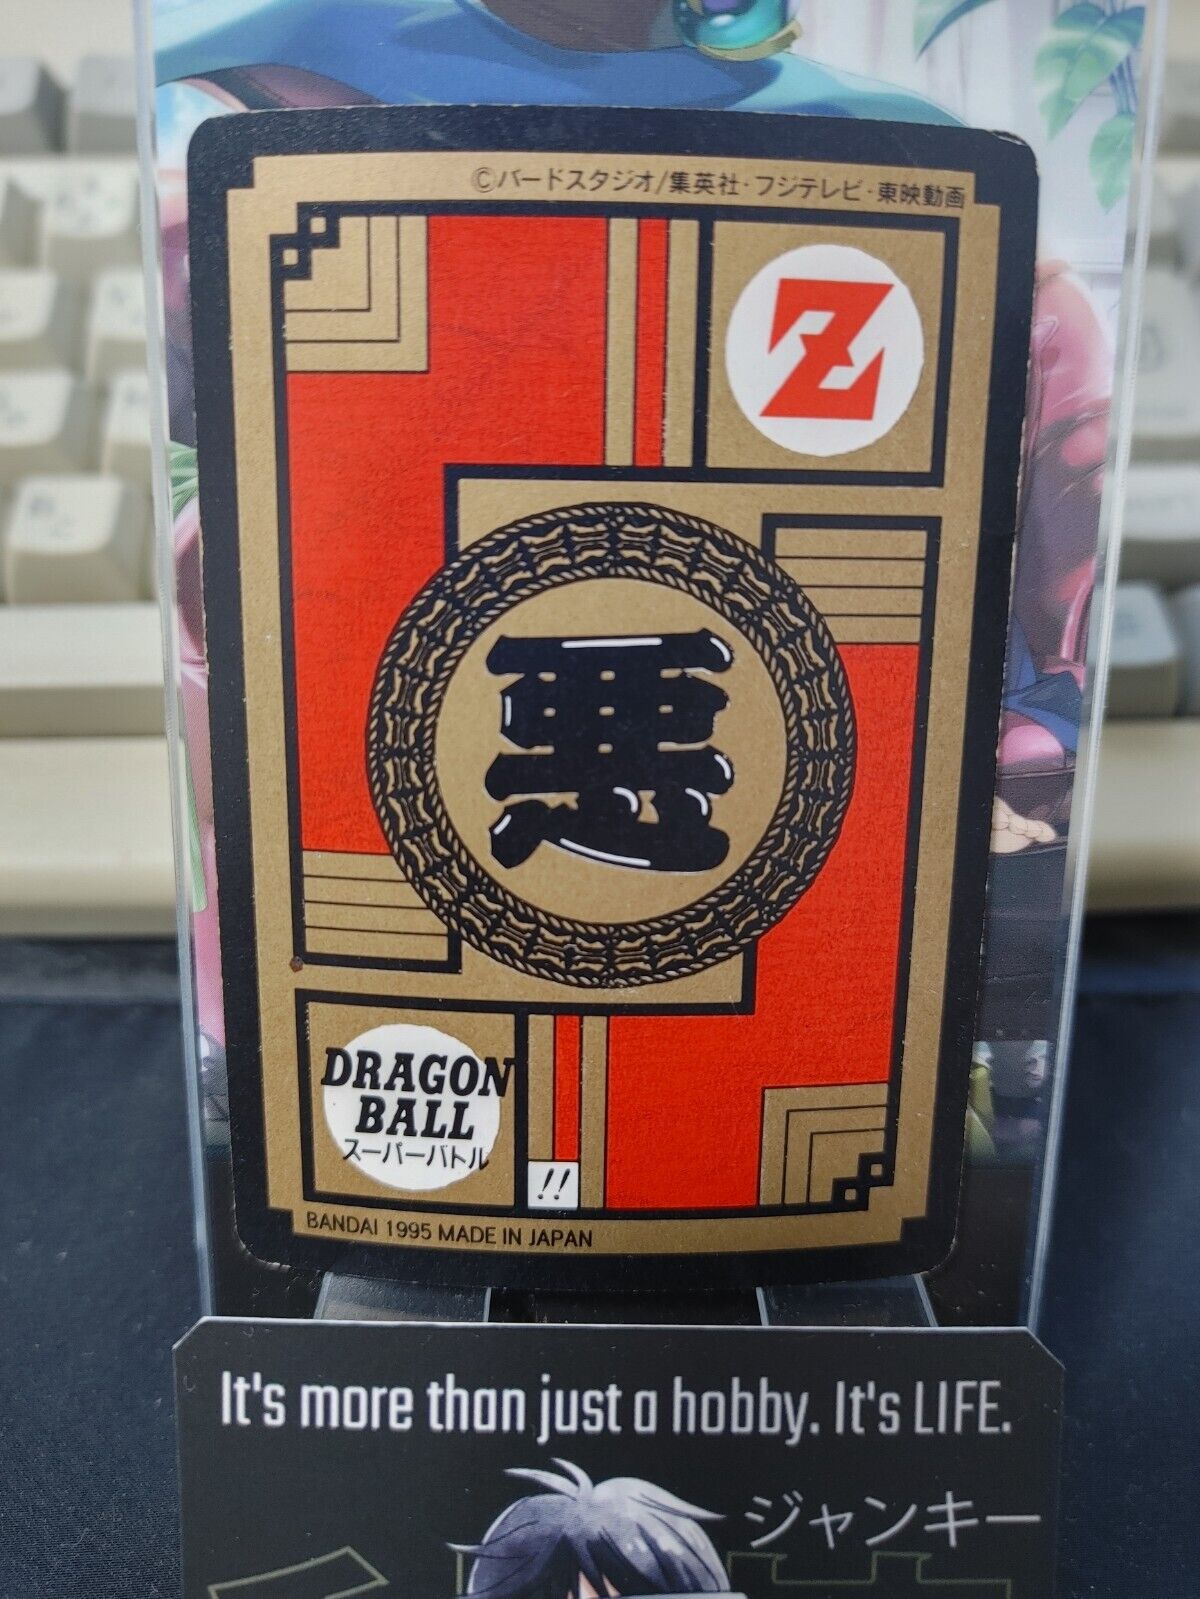 ©バードスタジオ/集英社・フジテレビ・東映動画
Z
悪
DRAGON
BALL
スーパーバトル
!!
BANDAI 1995 MADE IN JAPAN
It's more than just a hobby. It's LIFE.
ジャンキー